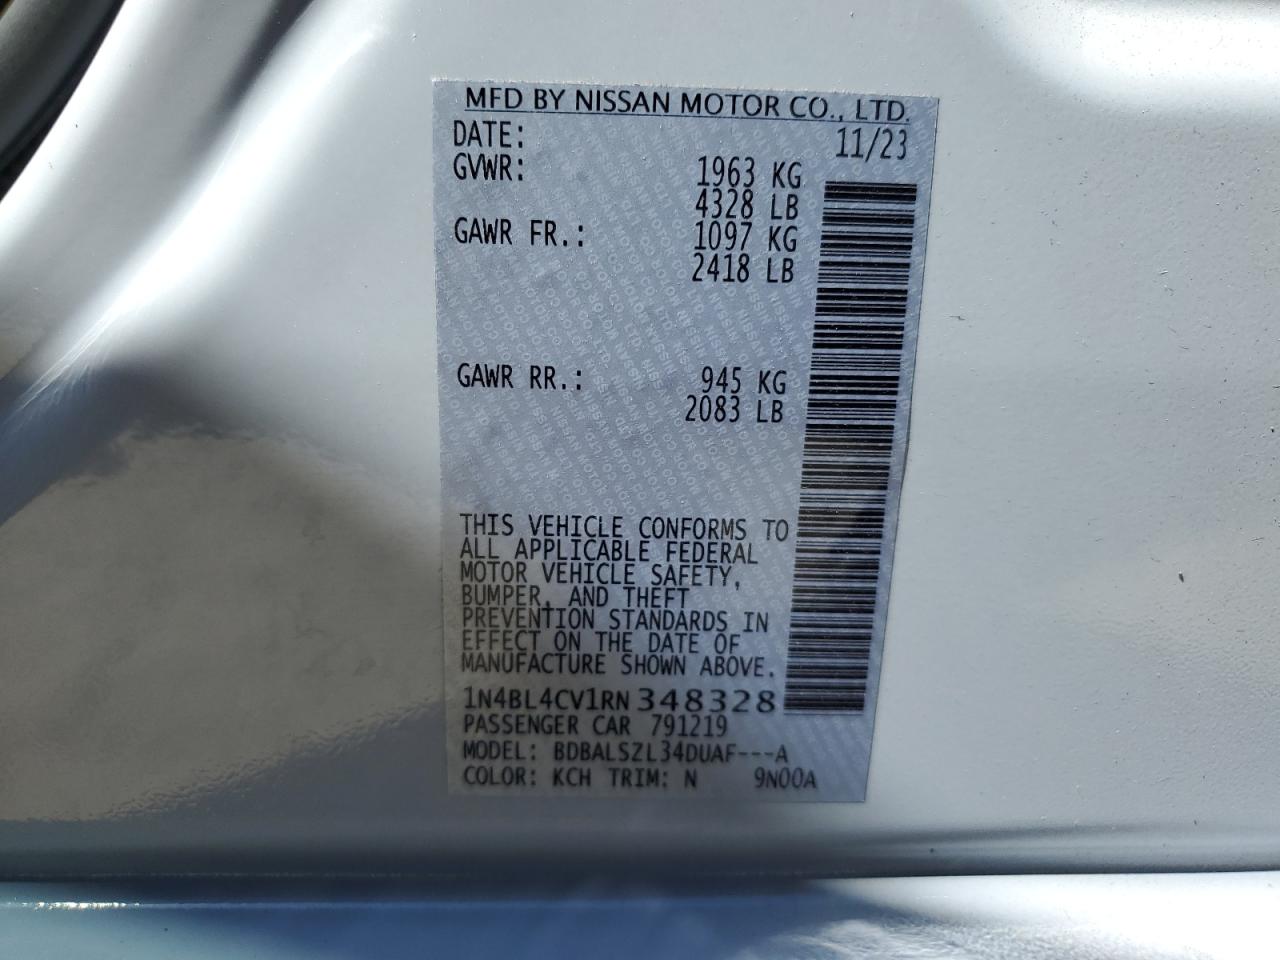 MFD BY NISSAN MOTOR CO., LTD.
DATE: 11/23
GVWR: 1963 KG
4328 LB
GAWR FR.: 1097 KG
2418 LB
GAWR RR.: 945 KG
2083 LB
THIS VEHICLE CONFORMS TO
ALL APPLICABLE FEDERAL
MOTOR VEHICLE SAFETY,
BUMPER, AND THEFT
PREVENTION STANDARDS IN
EFFECT ON THE DATE OF
MANUFACTURE SHOWN ABOVE.
1N4BL4CV1RN348328
PASSENGER CAR 791219
MODEL: BDBALSZL34DUAF---A
COLOR: KCH TRIM: N 9N00A